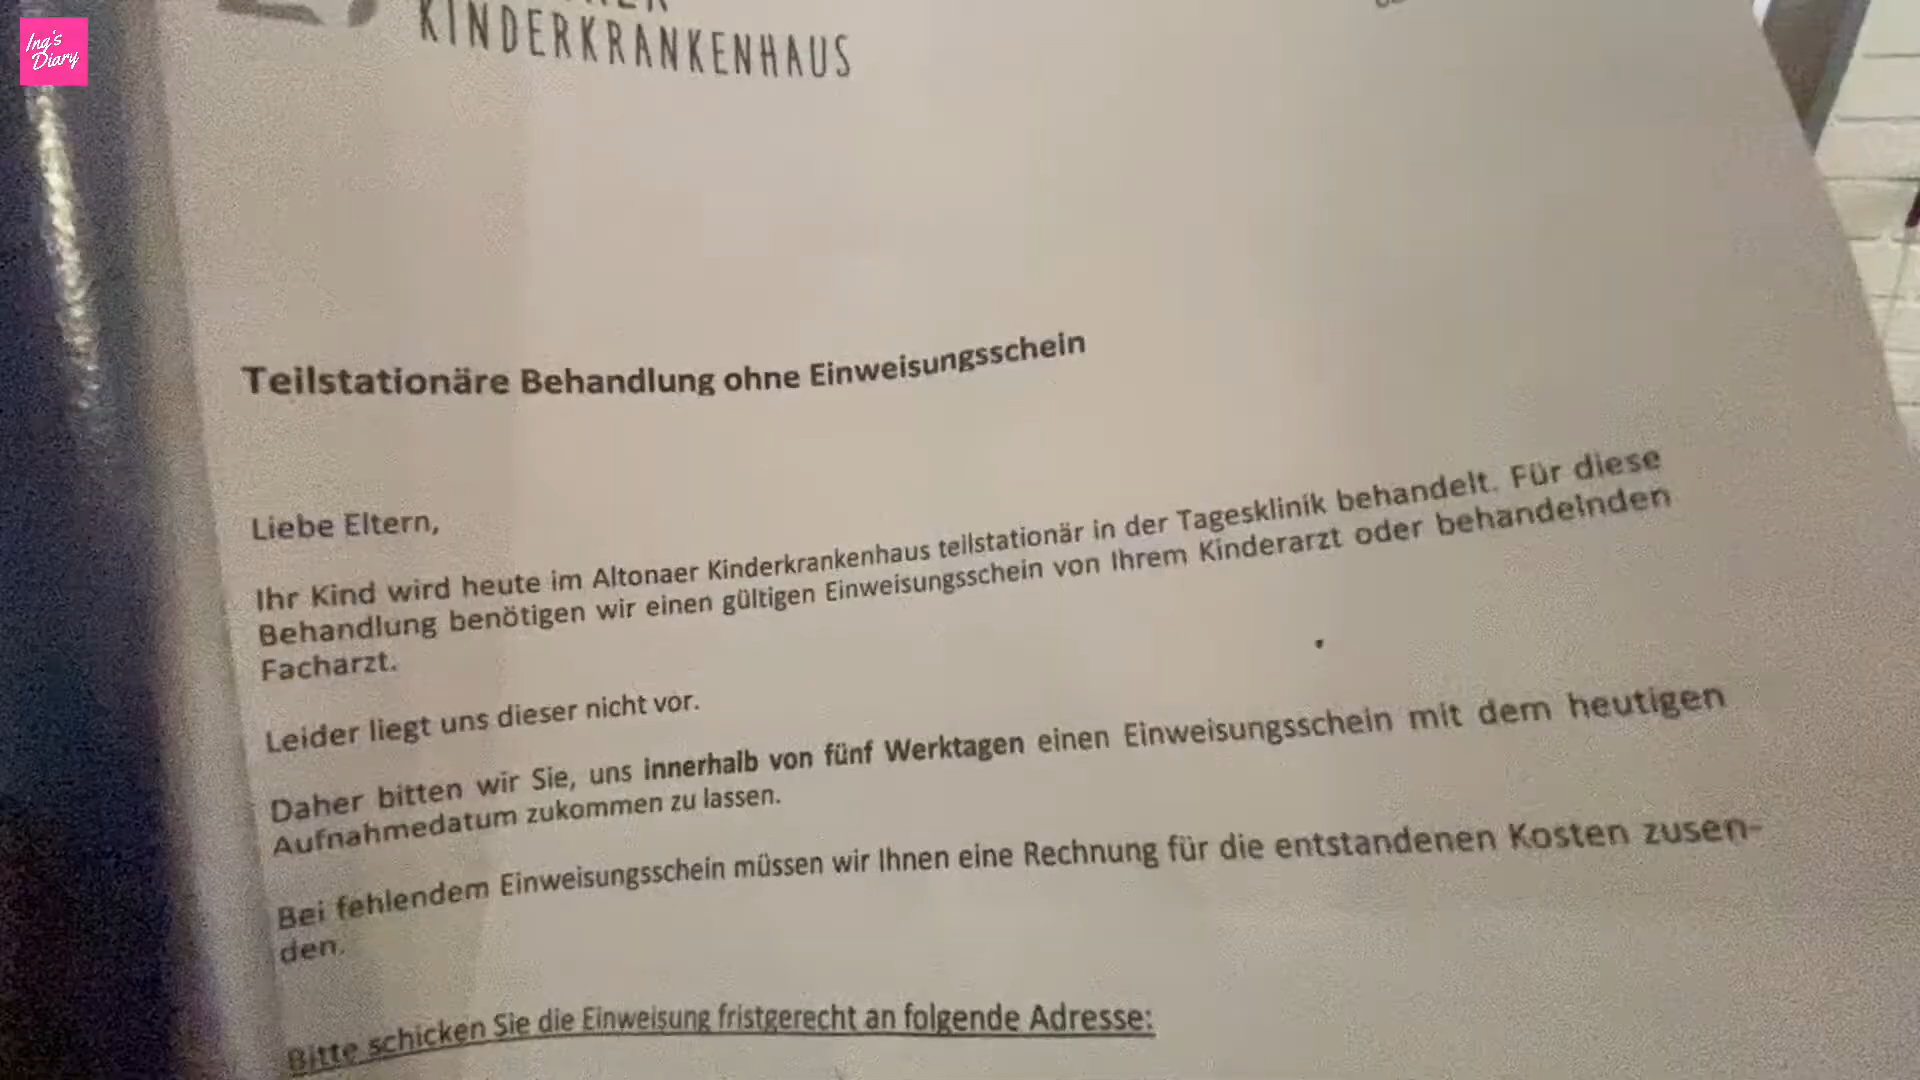 Ina's
Diary
KINDERKRANKENHAUS
Teilstationäre Behandlung ohne Einweisungsschein
Liebe Eltern,
Ihr Kind wird heute im Altonaer Kinderkrankenhaus teilstationär in der Tagesklinik behandelt. Für diese
Behandlung benötigen wir einen gültigen Einweisungsschein von Ihrem Kinderarzt oder behandelnden
Facharzt.
Leider liegt uns dieser nicht vor.
Daher bitten wir Sie, uns innerhalb von fünf Werktagen einen Einweisungsschein mit dem heutigen
Aufnahmedatum zukommen zu lassen.
Bei fehlendem Einweisungsschein müssen wir Ihnen eine Rechnung für die entstandenen Kosten zusen-
den.
Bitte schicken Sie die Einweisung fristgerecht an folgende Adresse: